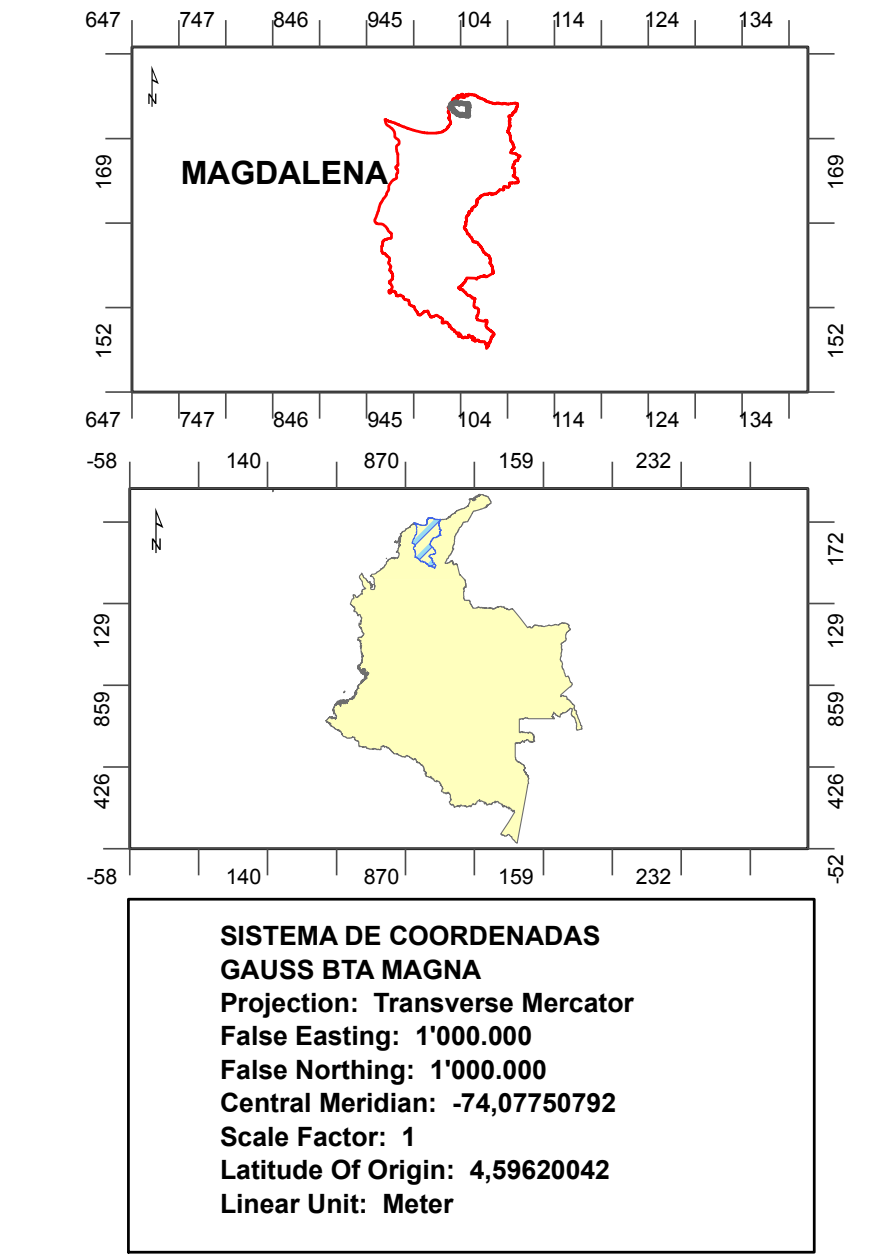 647 747 846 945 104 114 124 134
N
169 169
MAGDALENA
152 152
647 747 846 945 104 114 124 134
-58 140 870 159 232
N
172
129 129
859 859
426 426
-52
-58 140 870 159 232
SISTEMA DE COORDENADAS
GAUSS BTA MAGNA
Projection: Transverse Mercator
False Easting: 1'000.000
False Northing: 1'000.000
Central Meridian: -74,07750792
Scale Factor: 1
Latitude Of Origin: 4,59620042
Linear Unit: Meter